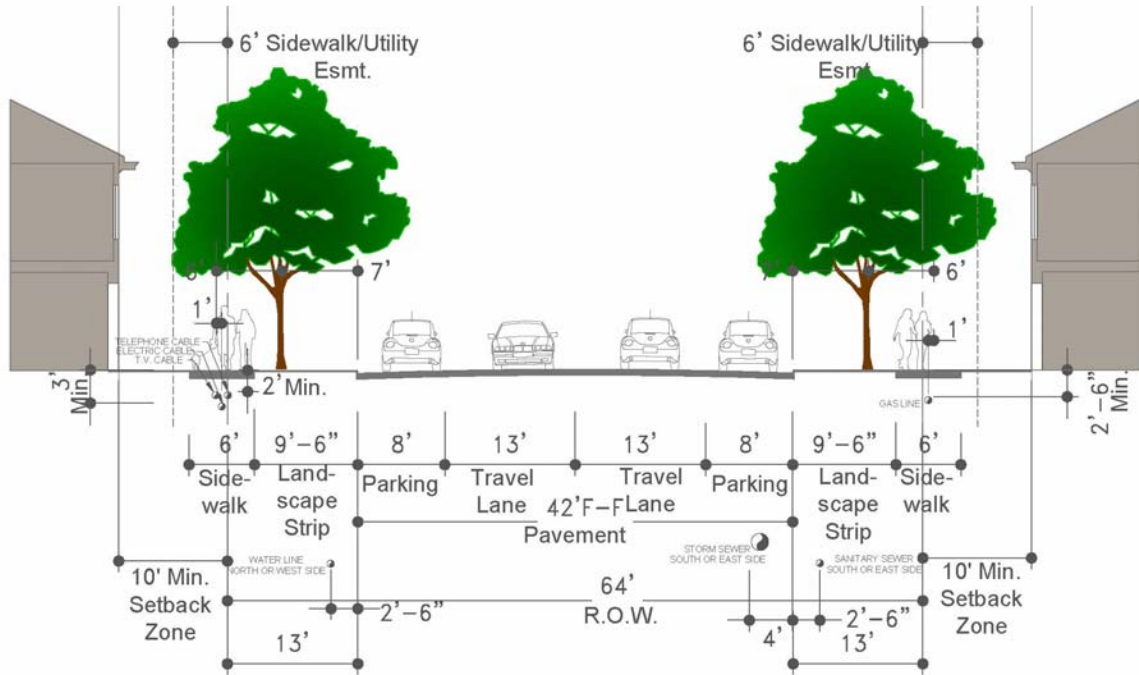 6' Sidewalk/Utility
Esmt.
6' Sidewalk/Utility
Esmt.
6'
7'
7'
6'
1'
1'
TELEPHONE CABLE
ELECTRIC CABLE
T.V. CABLE
3'
Min.
2' Min.
GAS LINE
2'-6"
Min.
6'
9'-6"
8'
13'
13'
8'
9'-6"
6'
Side-
walk
Land-
scape
Strip
Parking
Travel
Lane
Travel
Lane
Parking
Land-
scape
Strip
Side-
walk
42'F-F
Pavement
WATER LINE
NORTH OR WEST SIDE
STORM SEWER
SOUTH OR EAST SIDE
SANITARY SEWER
SOUTH OR EAST SIDE
10' Min.
Setback
Zone
10' Min.
Setback
Zone
64'
R.O.W.
2'-6"
4'
2'-6"
13'
13'